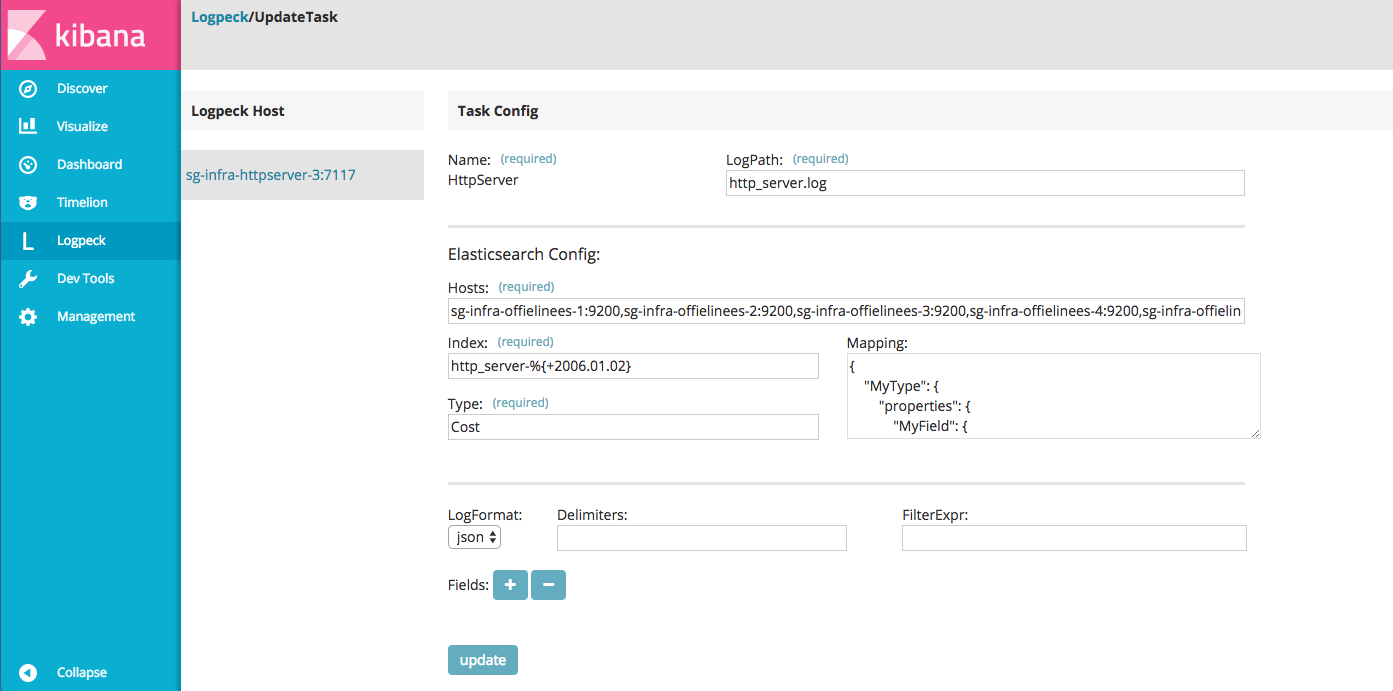 kibana
Discover
Visualize
Dashboard
Timelion
L Logpeck
Dev Tools
Management
Collapse
Logpeck/UpdateTask
Logpeck Host
sg-infra-httpserver-3:7117
Task Config
Name: (required)
HttpServer
LogPath: (required)
http_server.log
Elasticsearch Config:
Hosts: (required)
sg-infra-offielinees-1:9200,sg-infra-offielinees-2:9200,sg-infra-offielinees-3:9200,sg-infra-offielinees-4:9200,sg-infra-offielin
Index: (required)
http_server-%{+2006.01.02}
Type: (required)
Cost
Mapping:
{
"MyType": {
"properties": {
"MyField": {
LogFormat:
json
Delimiters:
FilterExpr:
Fields: + −
update